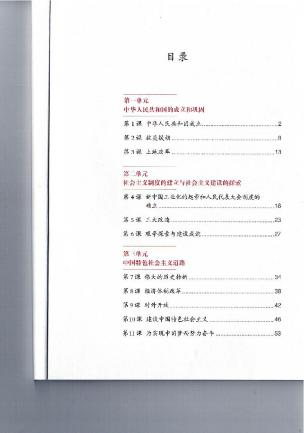 目录
第一单元
中华人民共和国的成立和巩固
第1课 中华人民共和国成立 2
第2课 抗美援朝 8
第3课 土地改革 13
第二单元
社会主义制度的建立与社会主义建设的探索
第4课 新中国工业化的起步和人民代表大会制度的
确立 18
第5课 三大改造 23
第6课 艰辛探索与建设成就 27
第三单元
中国特色社会主义道路
第7课 伟大的历史转折 34
第8课 经济体制改革 38
第9课 对外开放 42
第10课 建设中国特色社会主义 46
第11课 为实现中国梦而努力奋斗 53